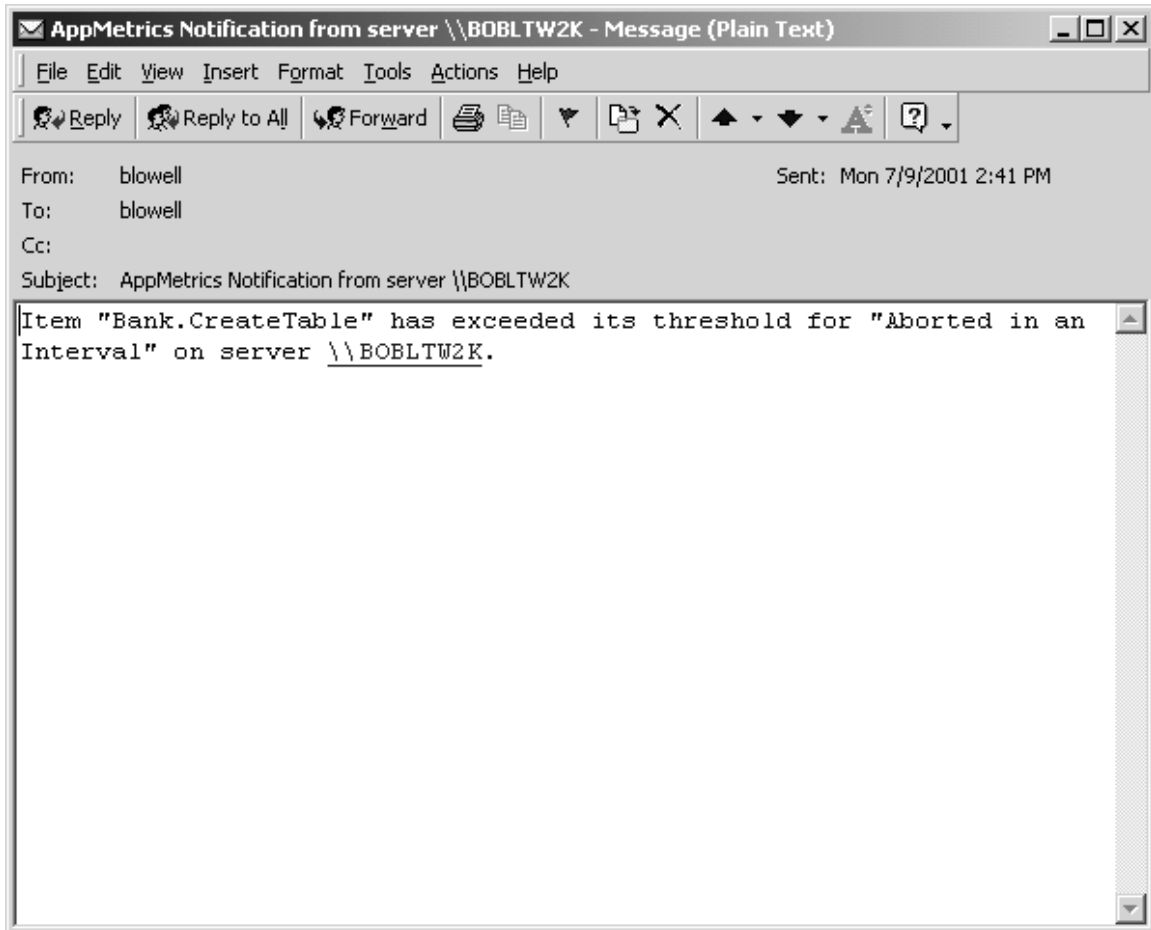 AppMetrics Notification from server \\BOBLTW2K - Message (Plain Text)
File Edit View Insert Format Tools Actions Help
Reply Reply to All Forward
From: blowell Sent: Mon 7/9/2001 2:41 PM
To: blowell
Cc:
Subject: AppMetrics Notification from server \\BOBLTW2K
Item "Bank.CreateTable" has exceeded its threshold for "Aborted in an
Interval" on server \\BOBLTW2K.